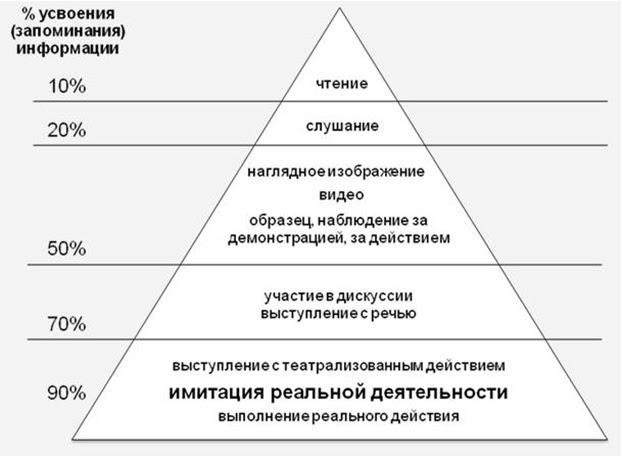 % усвоения
(запоминания)
информации
10%
чтение
20%
слушание
наглядное изображение
видео
образец, наблюдение за
демонстрацией, за действием
50%
участие в дискуссии
выступление с речью
70%
выступление с театрализованным действием
90%
имитация реальной деятельности
выполнение реального действия